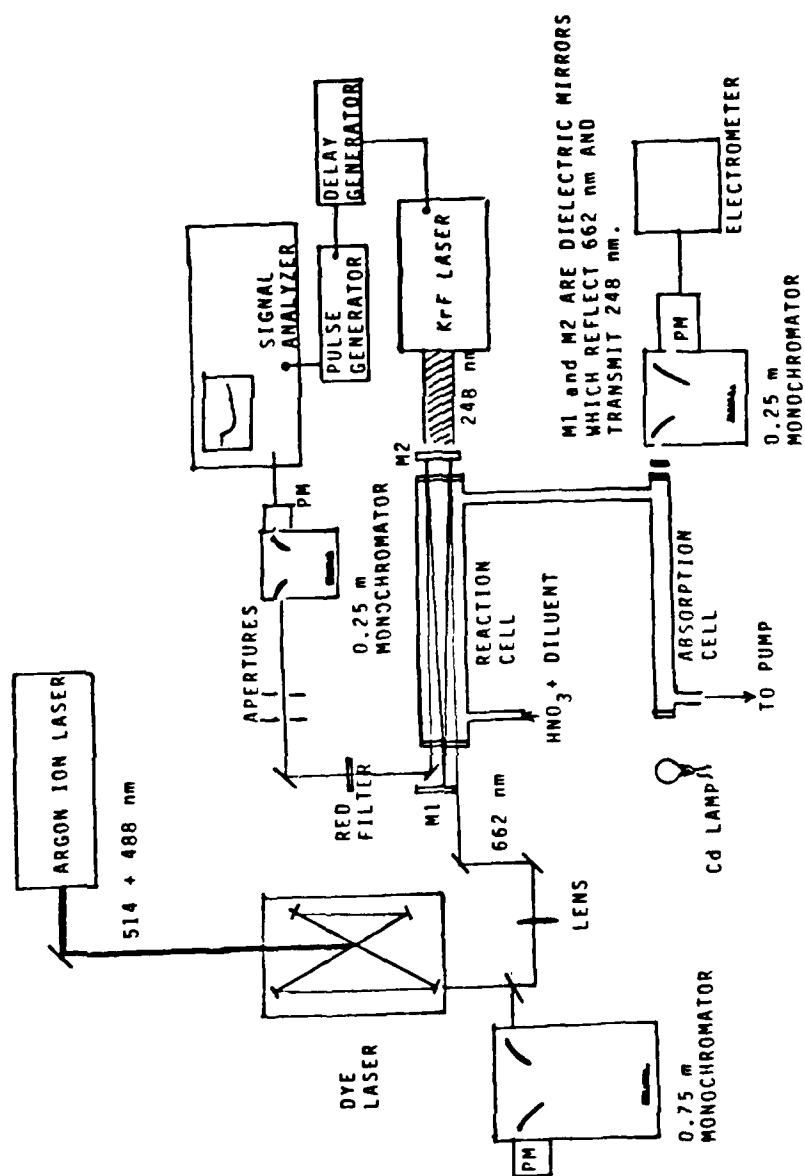 ARGON ION LASER
514 + 488 nm
DYE
LASER
PM
0.75 m
MONOCHROMATOR
LENS
662 nm
M1
RED
FILTER
APERTURES
PM
0.25 m
MONOCHROMATOR
SIGNAL
ANALYZER
PULSE
GENERATOR
DELAY
GENERATOR
KrF LASER
248 nm
M2
REACTION
CELL
HNO3 + DILUENT
ABSORPTION
CELL
TO PUMP
Cd LAMP
PM
0.25 m
MONOCHROMATOR
ELECTROMETER
M1 and M2 ARE DIELECTRIC MIRRORS
WHICH REFLECT 662 nm AND
TRANSMIT 248 nm.